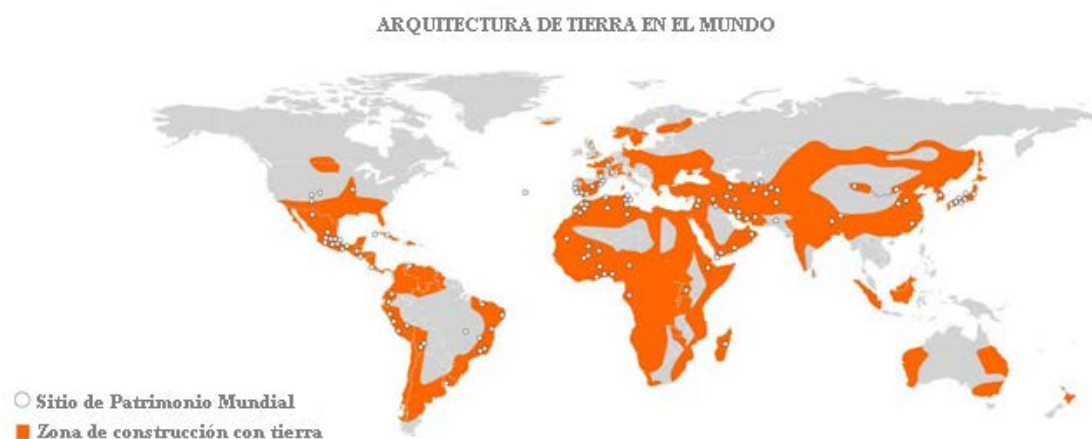 ARQUITECTURA DE TIERRA EN EL MUNDO
Sitio de Patrimonio Mundial
Zona de construcción con tierra